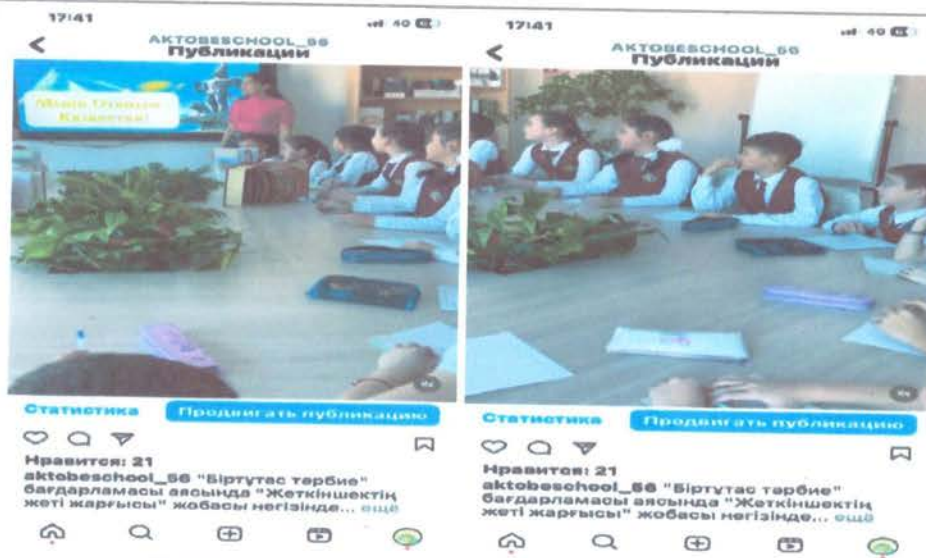 17:41
40
AKTOBESCHOOL_56
Публикации
Менің Отаным
Қазақстан!
Статистика
Продвигать публикацию
Нравится: 21
aktobeschool_56 "Біртұтас тәрбие"
бағдарламасы аясында "Жеткіншектің
жеті жарғысы" жобасы негізінде... ещё
17:41
40
AKTOBESCHOOL_56
Публикации
Статистика
Продвигать публикацию
Нравится: 21
aktobeschool_56 "Біртұтас тәрбие"
бағдарламасы аясында "Жеткіншектің
жеті жарғысы" жобасы негізінде... ещё